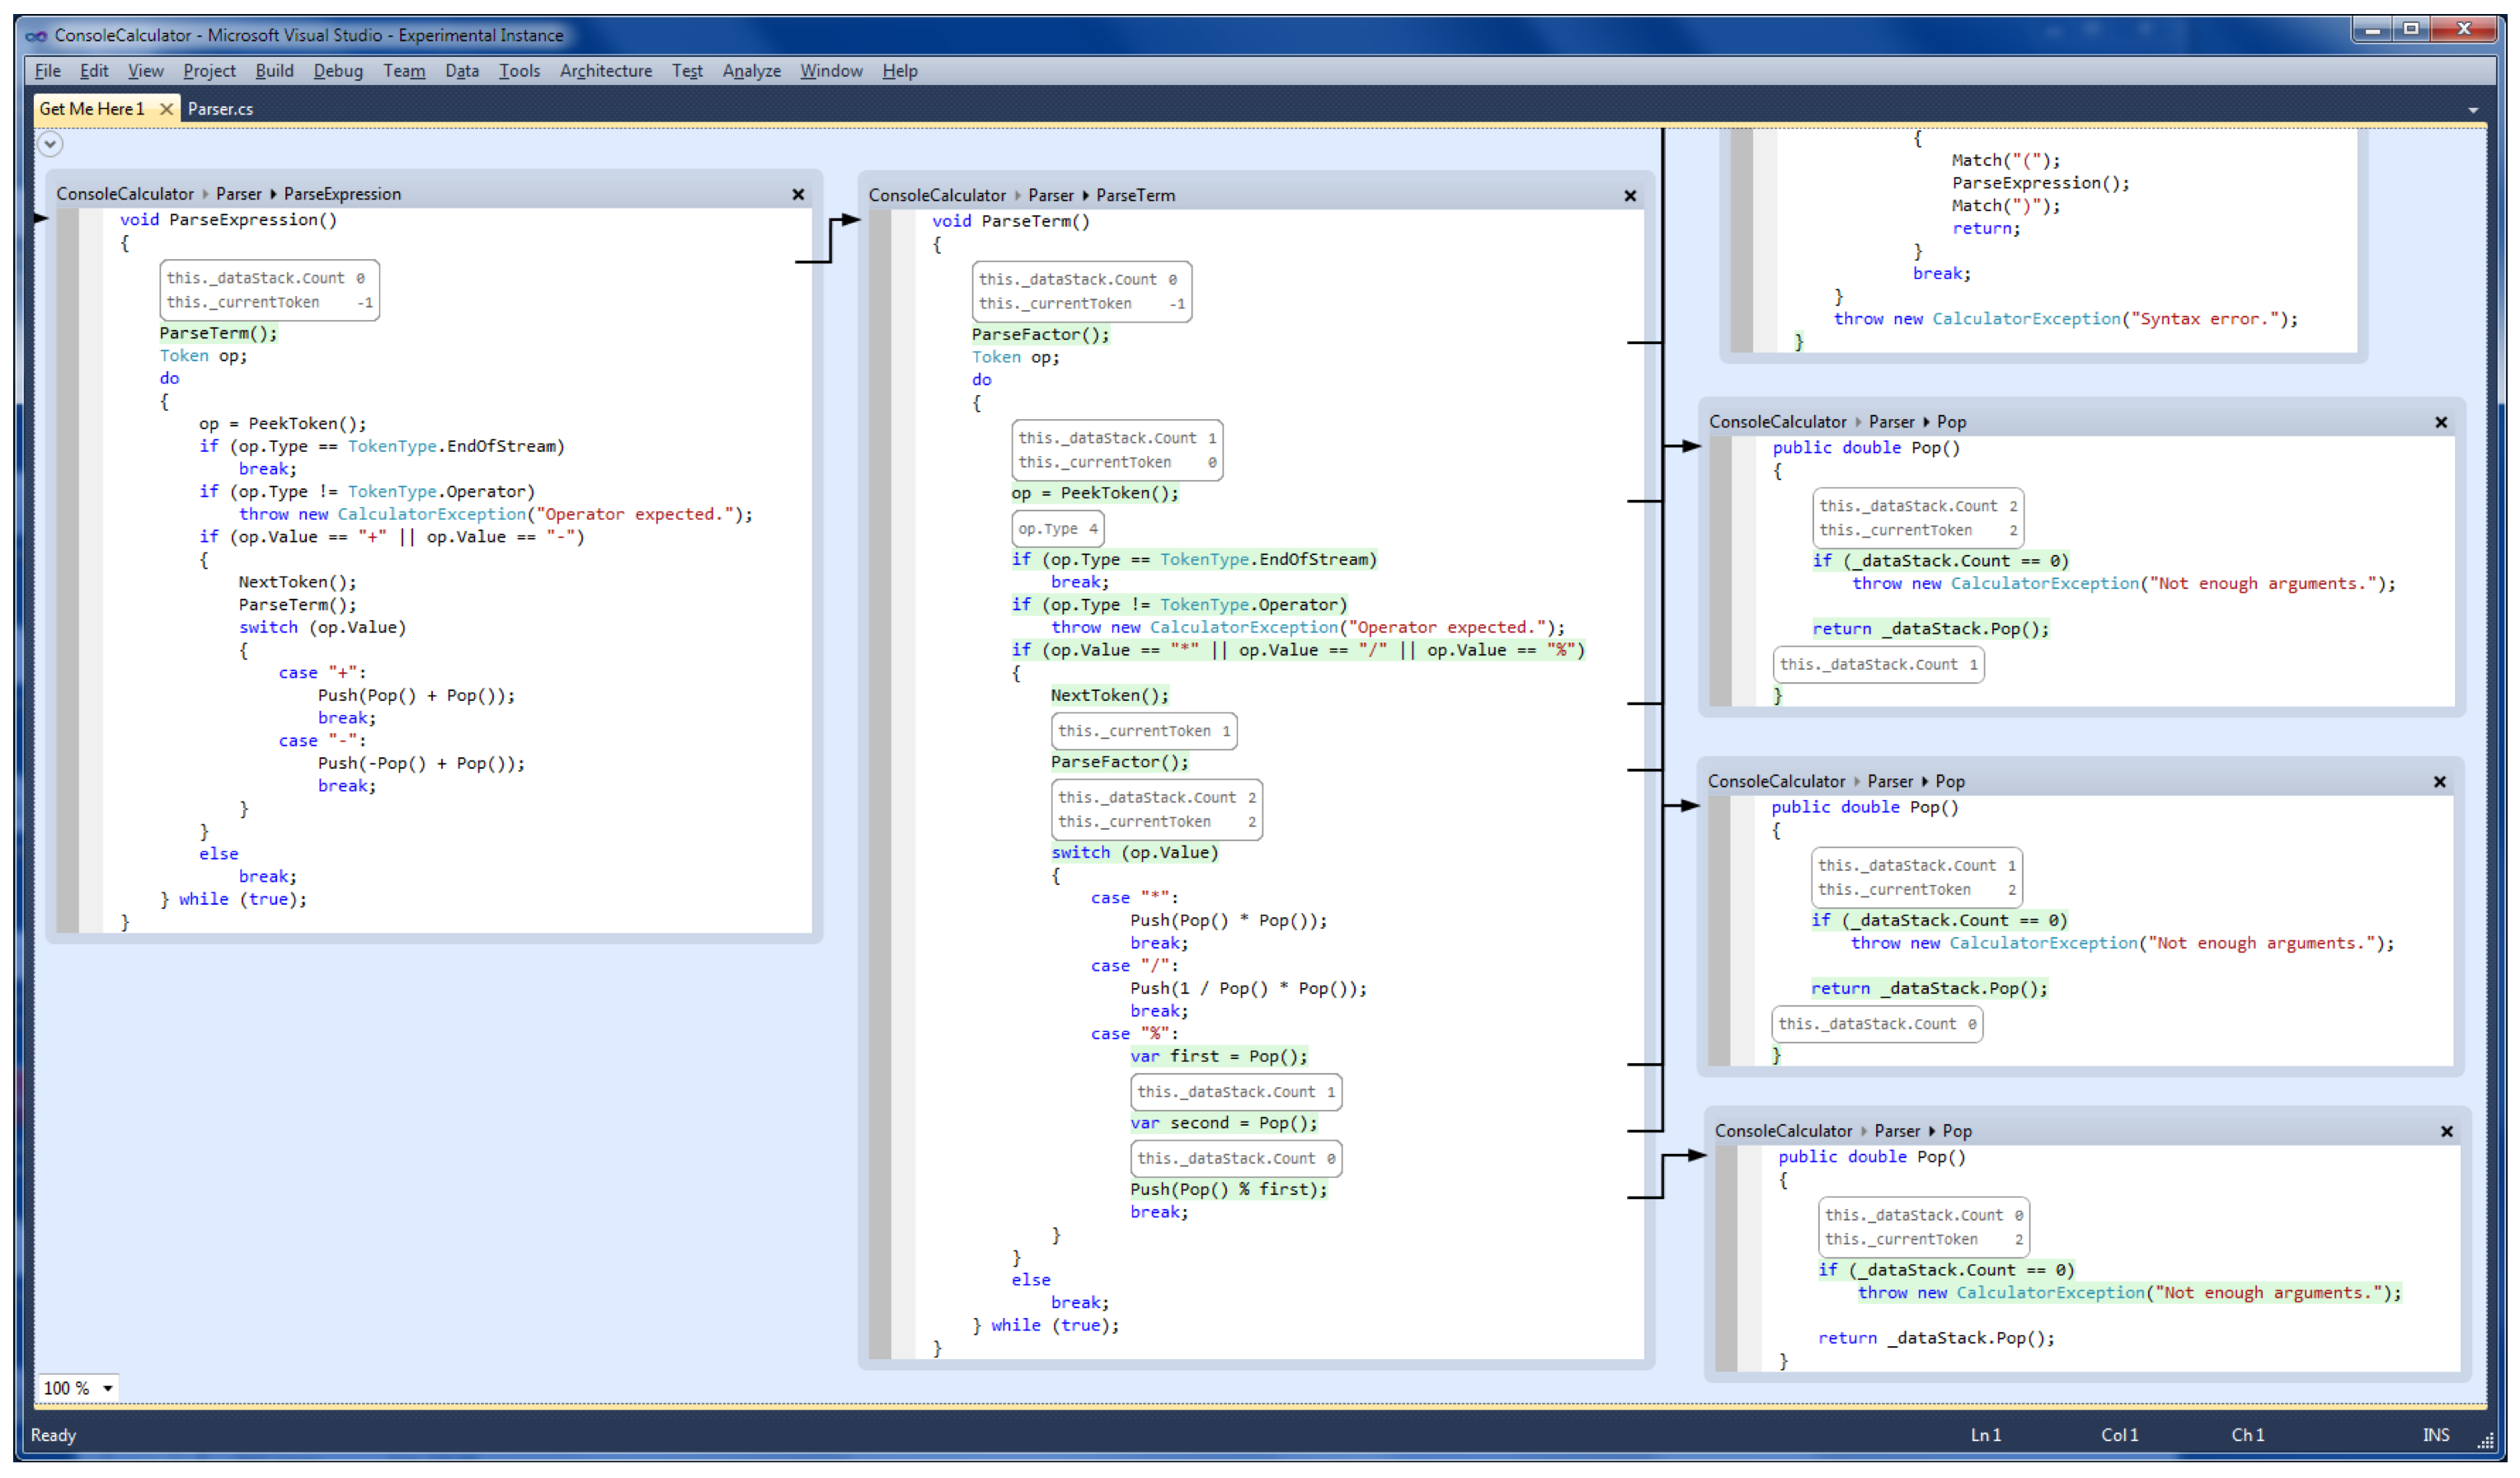 ConsoleCalculator - Microsoft Visual Studio - Experimental Instance
File Edit View Project Build Debug Team Data Tools Architecture Test Analyze Window Help
Get Me Here 1 Parser.cs
ConsoleCalculator Parser ParseExpression
void ParseExpression()
{
this._dataStack.Count 0
this._currentToken -1
ParseTerm();
Token op;
do
{
op = PeekToken();
if (op.Type == TokenType.EndOfStream)
break;
if (op.Type != TokenType.Operator)
throw new CalculatorException("Operator expected.");
if (op.Value == "+" || op.Value == "-")
{
NextToken();
ParseTerm();
switch (op.Value)
{
case "+":
Push(Pop() + Pop());
break;
case "-":
Push(-Pop() + Pop());
break;
}
}
else
break;
} while (true);
}
ConsoleCalculator Parser ParseTerm
void ParseTerm()
{
this._dataStack.Count 0
this._currentToken -1
ParseFactor();
Token op;
do
{
this._dataStack.Count 1
this._currentToken 0
op = PeekToken();
op.Type 4
if (op.Type == TokenType.EndOfStream)
break;
if (op.Type != TokenType.Operator)
throw new CalculatorException("Operator expected.");
if (op.Value == "*" || op.Value == "/" || op.Value == "%")
{
NextToken();
this._currentToken 1
ParseFactor();
this._dataStack.Count 2
this._currentToken 2
switch (op.Value)
{
case "*":
Push(Pop() * Pop());
break;
case "/":
Push(1 / Pop() * Pop());
break;
case "%":
var first = Pop();
this._dataStack.Count 1
var second = Pop();
this._dataStack.Count 0
Push(Pop() % first);
break;
}
}
else
break;
} while (true);
}
{
Match("(");
ParseExpression();
Match(")");
return;
}
break;
}
throw new CalculatorException("Syntax error.");
}
ConsoleCalculator Parser Pop
public double Pop()
{
this._dataStack.Count 2
this._currentToken 2
if (_dataStack.Count == 0)
throw new CalculatorException("Not enough arguments.");
return _dataStack.Pop();
this._dataStack.Count 1
}
ConsoleCalculator Parser Pop
public double Pop()
{
this._dataStack.Count 1
this._currentToken 2
if (_dataStack.Count == 0)
throw new CalculatorException("Not enough arguments.");
return _dataStack.Pop();
this._dataStack.Count 0
}
ConsoleCalculator Parser Pop
public double Pop()
{
this._dataStack.Count 0
this._currentToken 2
if (_dataStack.Count == 0)
throw new CalculatorException("Not enough arguments.");
return _dataStack.Pop();
}
100 %
Ready Ln 1 Col 1 Ch 1 INS